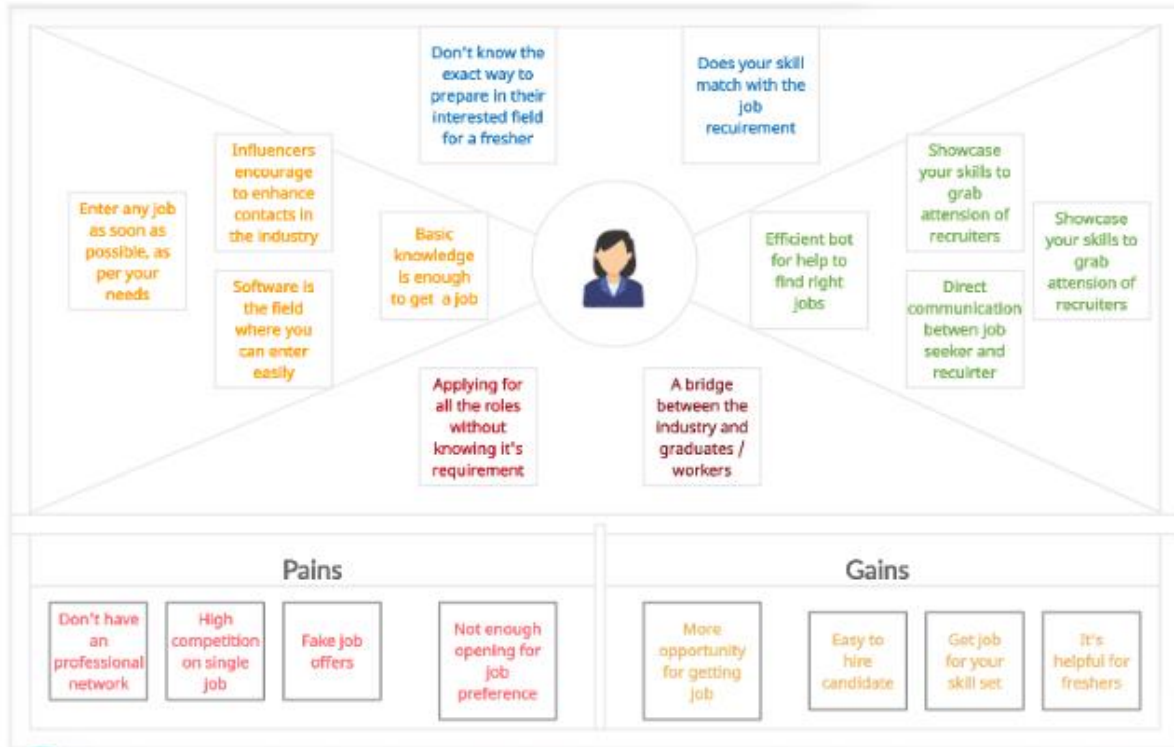 Don't know the
exact way to
prepare in their
interested field
for a fresher
Does your skill
match with the
job
recuirement
Influencers
encourage
to enhance
contacts in
the industry
Enter any job
as soon as
possible, as
per your
needs
Software is
the field
where you
can enter
easily
Basic
knowledge
is enough
to get a job
Efficient bot
for help to
find right
jobs
Showcase
your skills to
grab
attension of
recruiters
Showcase
your skills to
grab
attension of
recruiters
Direct
communication
betwen job
seeker and
recuirter
Applying for
all the roles
without
knowing it's
requirement
A bridge
between the
industry and
graduates /
workers
Pains
Don't have
an
professional
network
High
competition
on single
job
Fake job
offers
Not enough
opening for
job
preference
Gains
More
opportunity
for getting
job
Easy to
hire
candidate
Get job
for your
skill set
It's
helpful for
freshers